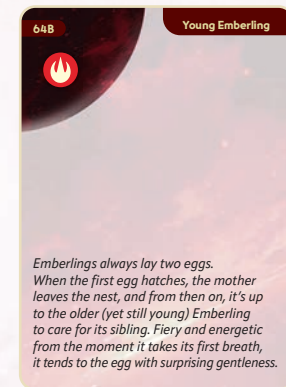 64B
Young Emberling
Emberlings always lay two eggs.
When the first egg hatches, the mother
leaves the nest, and from then on, it's up
to the older (yet still young) Emberling
to care for its sibling. Fiery and energetic
from the moment it takes its first breath,
it tends to the egg with surprising gentleness.